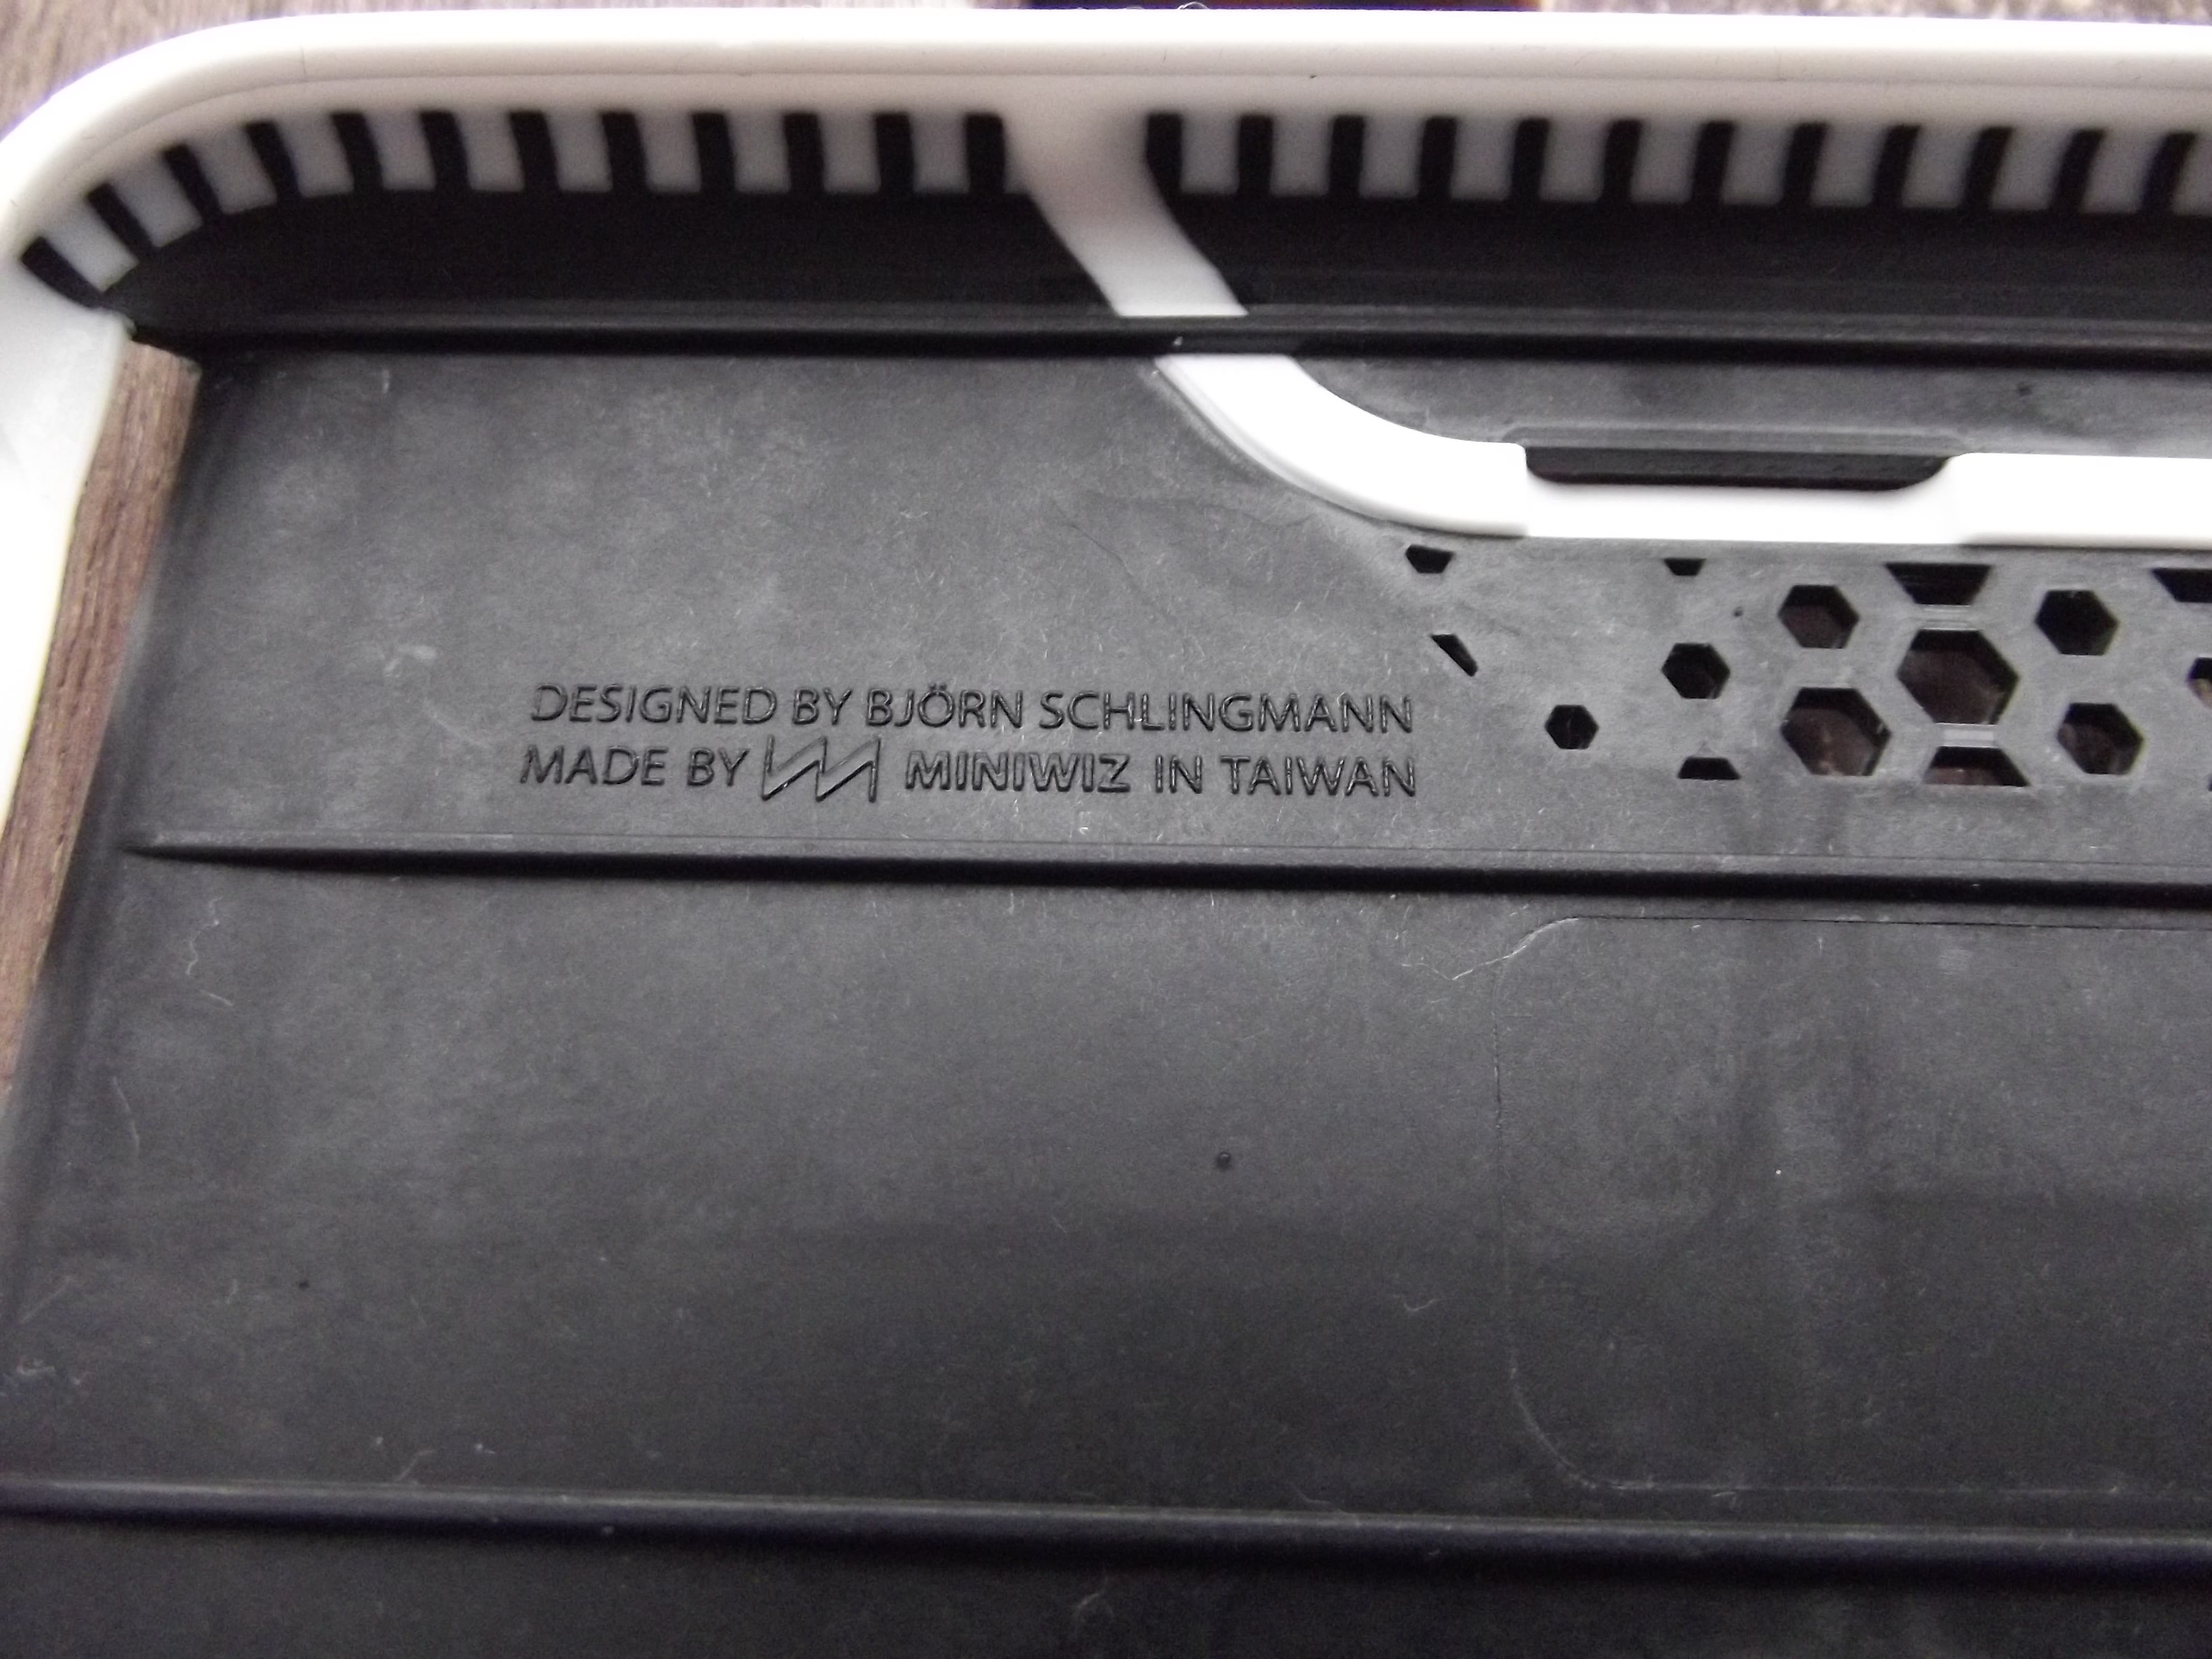 DESIGNED BY BJÖRN SCHLINGMANN
MADE BY MINIWIZ IN TAIWAN